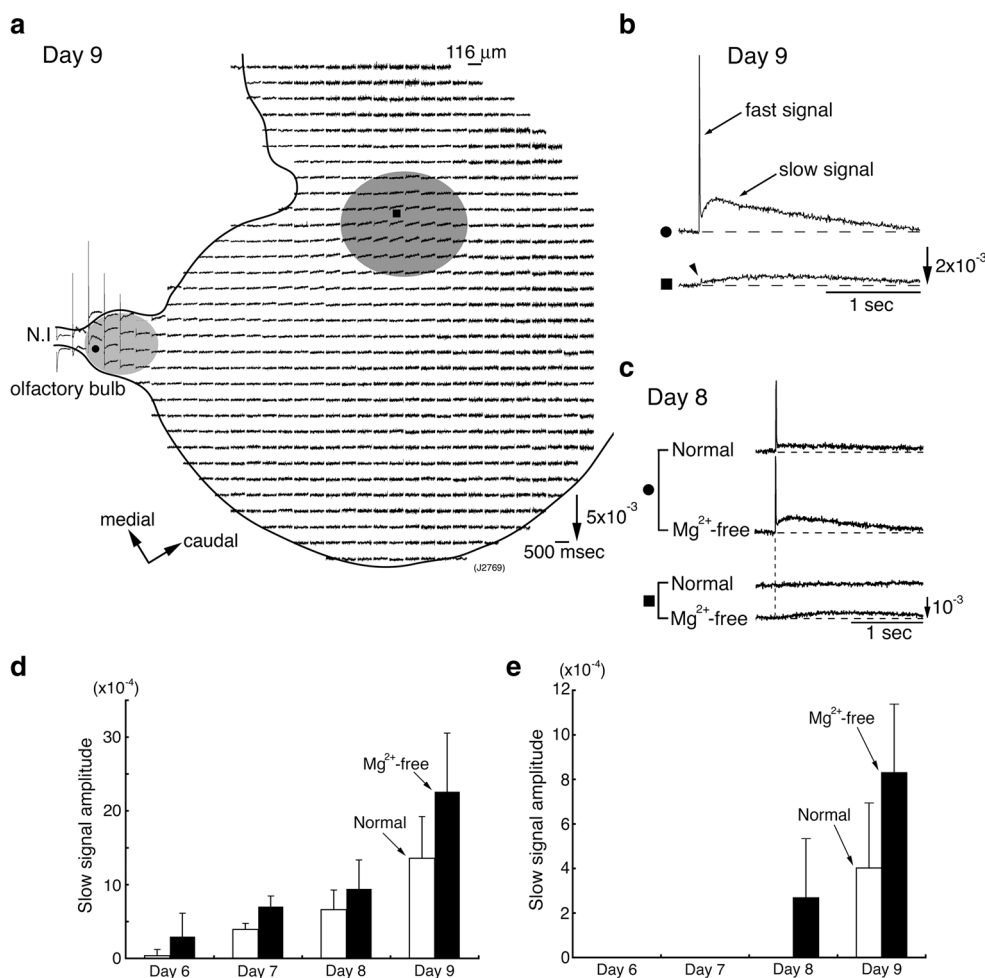 a
Day 9
116 µm
N.I
olfactory bulb
medial
caudal
5x10⁻³
500 msec
(J2769)
b
Day 9
fast signal
slow signal
2x10⁻³
1 sec
c
Day 8
Normal
Mg²⁺-free
Normal
Mg²⁺-free
10⁻³
1 sec
d
(x10⁻⁴)
Slow signal amplitude
30
20
10
0
Mg²⁺-free
Normal
Day 6 Day 7 Day 8 Day 9
e
(x10⁻⁴)
Slow signal amplitude
12
10
8
6
4
2
0
Mg²⁺-free
Normal
Day 6 Day 7 Day 8 Day 9